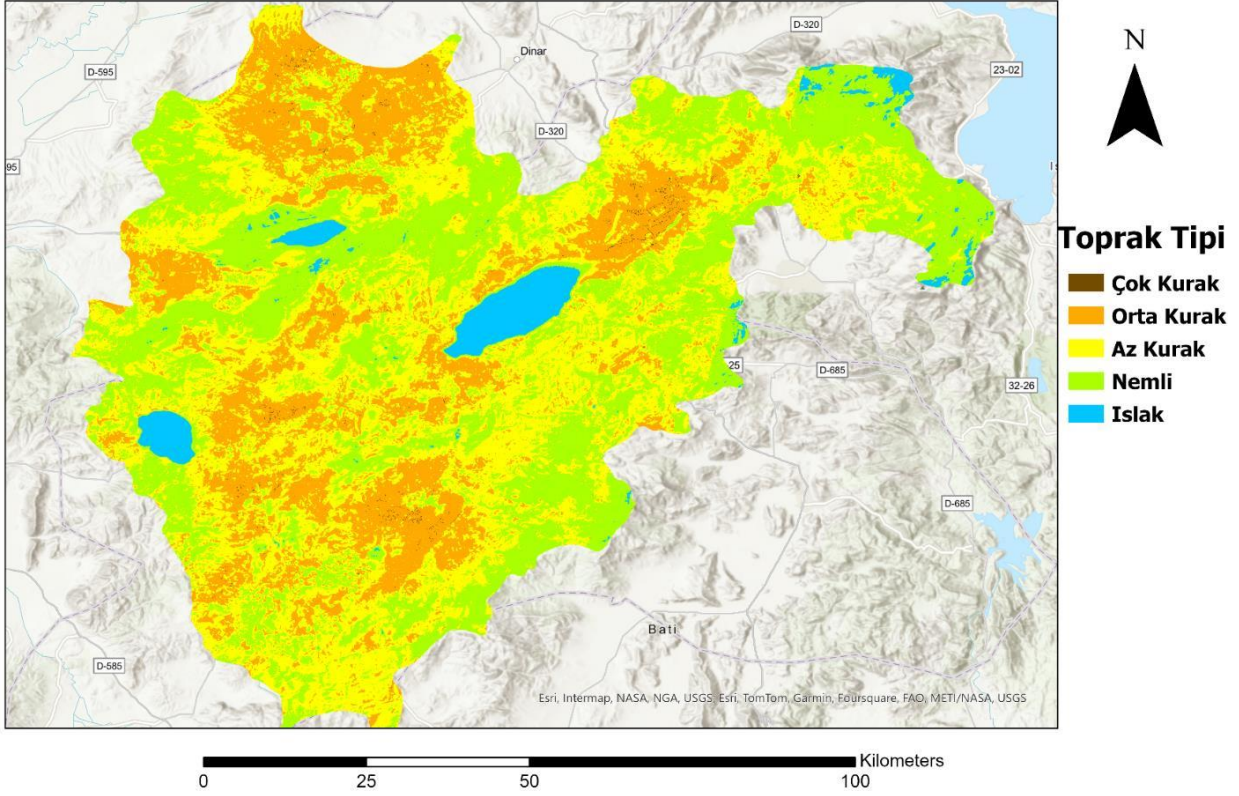 D-320
Dinar
D-595
23-02
N
D-320
95
Is
Toprak Tipi
Çok Kurak
Orta Kurak
Az Kurak
Nemli
Islak
25
D-685
32-26
D-685
Bati
D-585
Esri, Intermap, NASA, NGA, USGS, Esri, TomTom, Garmin, Foursquare, FAO, METI/NASA, USGS
Kilometers
0 25 50 100